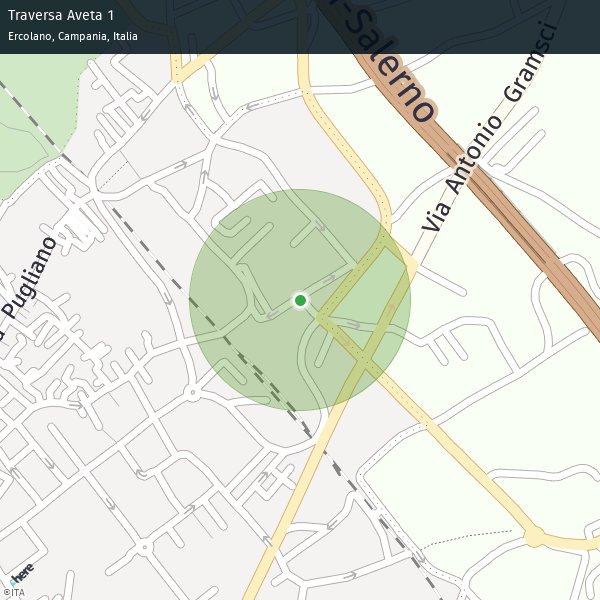 Traversa Aveta 1
Ercolano, Campania, Italia
-Salerno
Via Antonio Gramsci
Pugliano
here
©ITA